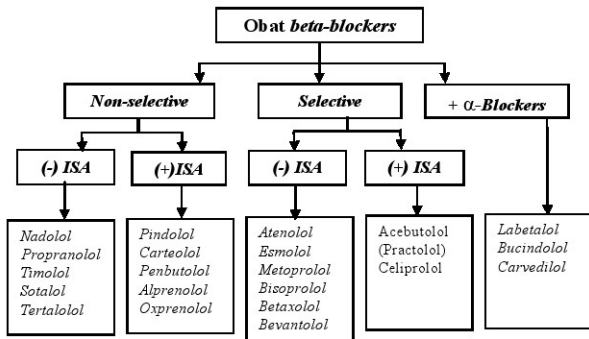 Obat beta-blockers
Non-selective
Selective
+ α-Blockers
(-) ISA
(+)ISA
(-) ISA
(+) ISA
Nadolol
Propranolol
Timolol
Sotalol
Tertalolol
Pindolol
Carteolol
Penbutolol
Alprenolol
Oxprenolol
Atenolol
Esmolol
Metoprolol
Bisoprolol
Betaxolol
Bevantolol
Acebutolol
(Practolol)
Celiprolol
Labetalol
Bucindolol
Carvedilol